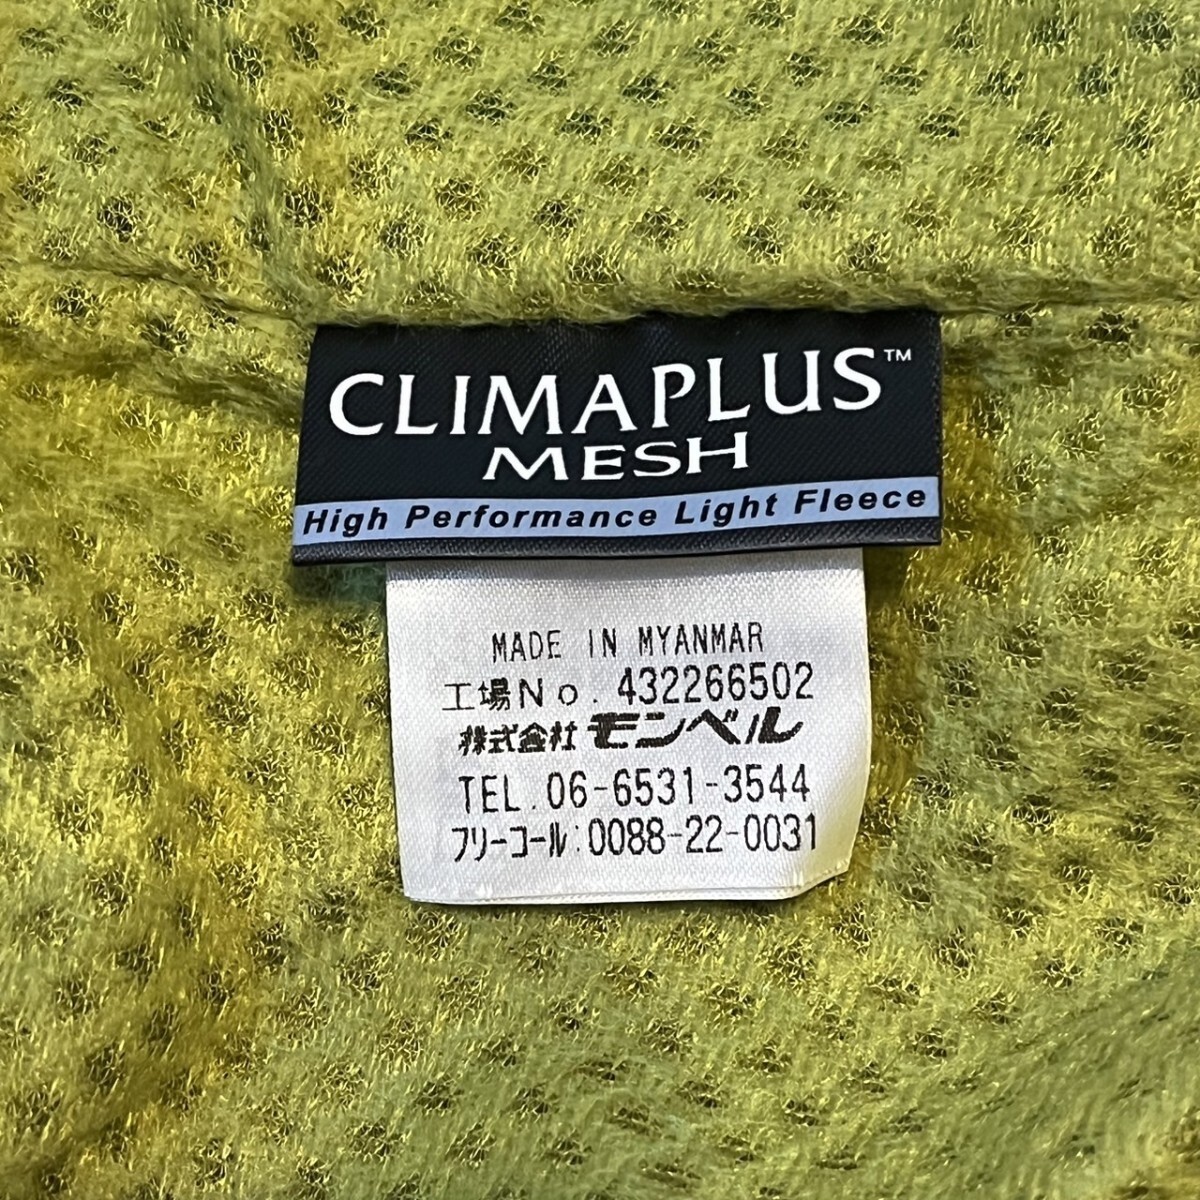 CLIMAPLUS™
MESH
High Performance Light Fleece
MADE IN MYANMAR
工場No. 432266502
株式会社モンベル
TEL. 06-6531-3544
フリーコール:0088-22-0031